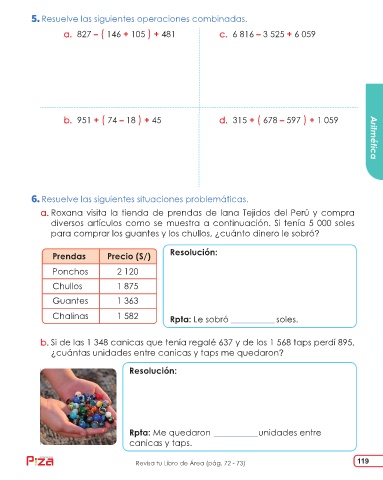 5. Resuelve las siguientes operaciones combinadas.
a. 827 – ( 146 + 105 ) + 481
c. 6 816 – 3 525 + 6 059
b. 951 + ( 74 – 18 ) + 45
d. 315 + ( 678 – 597 ) + 1 059
Aritmética
6. Resuelve las siguientes situaciones problemáticas.
a. Roxana visita la tienda de prendas de lana Tejidos del Perú y compra
diversos artículos como se muestra a continuación. Si tenía 5 000 soles
para comprar los guantes y los chullos, ¿cuánto dinero le sobró?
Prendas Precio (S/)
Ponchos 2 120
Chullos 1 875
Guantes 1 363
Chalinas 1 582
Resolución:
Rpta: Le sobró __________ soles.
b. Si de las 1 348 canicas que tenía regalé 637 y de los 1 568 taps perdí 895,
¿cuántas unidades entre canicas y taps me quedaron?
Resolución:
Rpta: Me quedaron __________ unidades entre
canicas y taps.
Piza
Revisa tu Libro de Área (pág. 72 - 73)
119